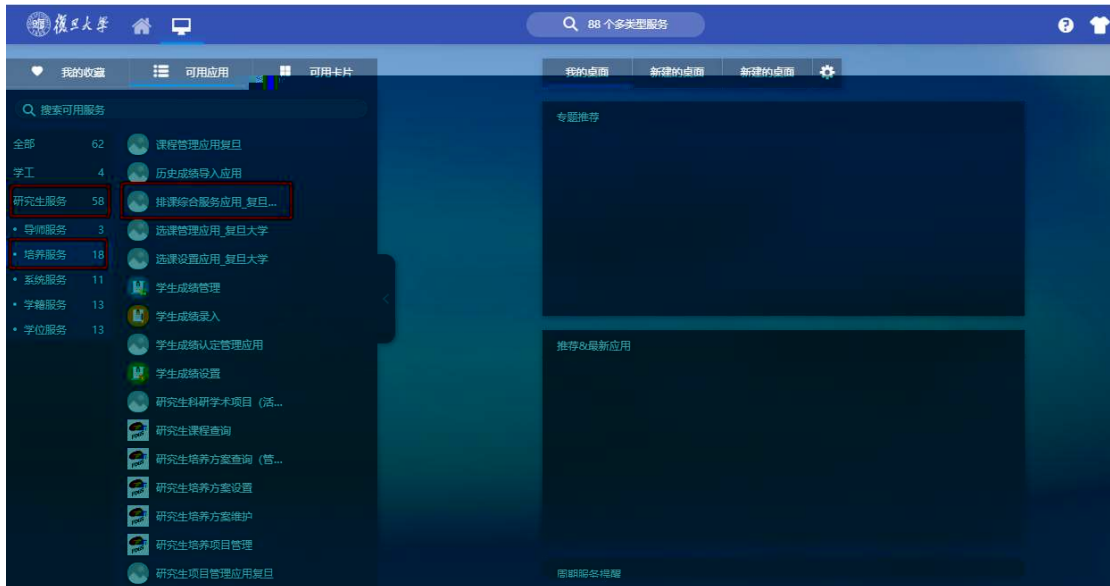 復旦大學
88 个多类型服务
我的收藏
可用应用
可用卡片
我的桌面
新建的桌面
新建的桌面
搜索可用服务
全部 62
学工 4
研究生服务 58
• 导师服务 3
• 培养服务 18
• 系统服务 11
• 学籍服务 13
• 学位服务 13
课程管理应用复旦
历史成绩导入应用
排课综合服务应用_复旦...
选课管理应用_复旦大学
选课设置应用_复旦大学
学生成绩管理
学生成绩录入
学生成绩认定管理应用
学生成绩设置
研究生科研学术项目（活...
研究生课程查询
研究生培养方案查询（管...
研究生培养方案设置
研究生培养方案维护
研究生培养项目管理
研究生项目管理应用复旦
专题推荐
推荐&最新应用
周期服务提醒